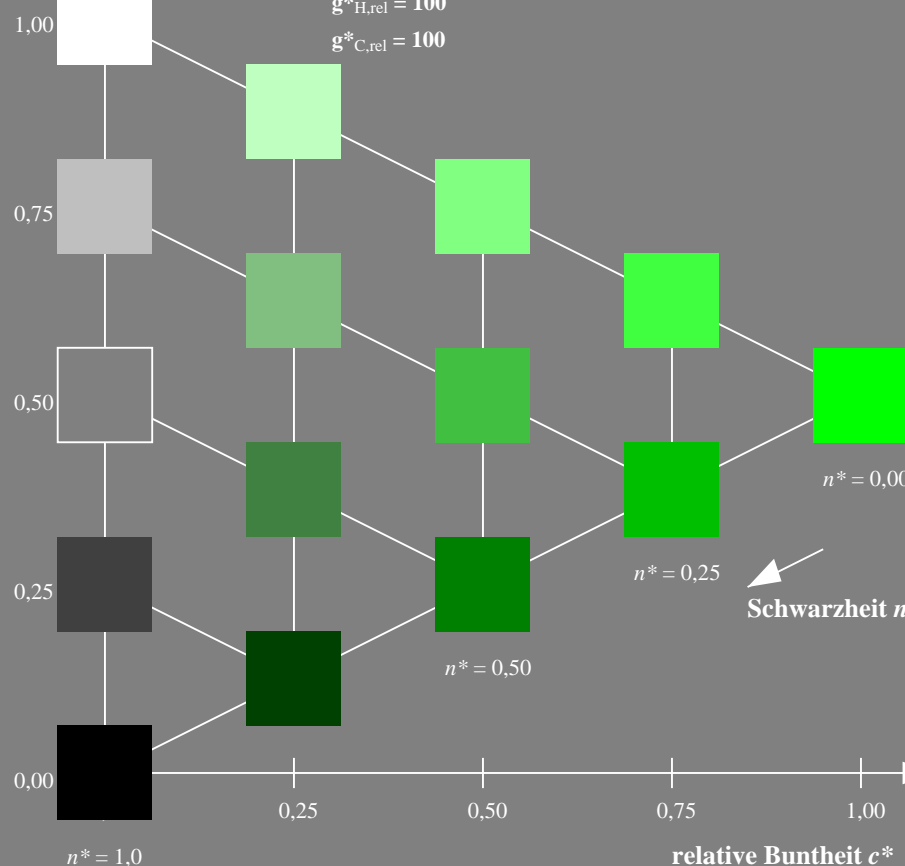 g*H,rel = 100
1,00
g*C,rel = 100
0,75
0,50
n* = 0,00
n* = 0,25
0,25
Schwarzheit n
n* = 0,50
0,00
0,25
0,50
0,75
1,00
n* = 1,0
relative Buntheit c*